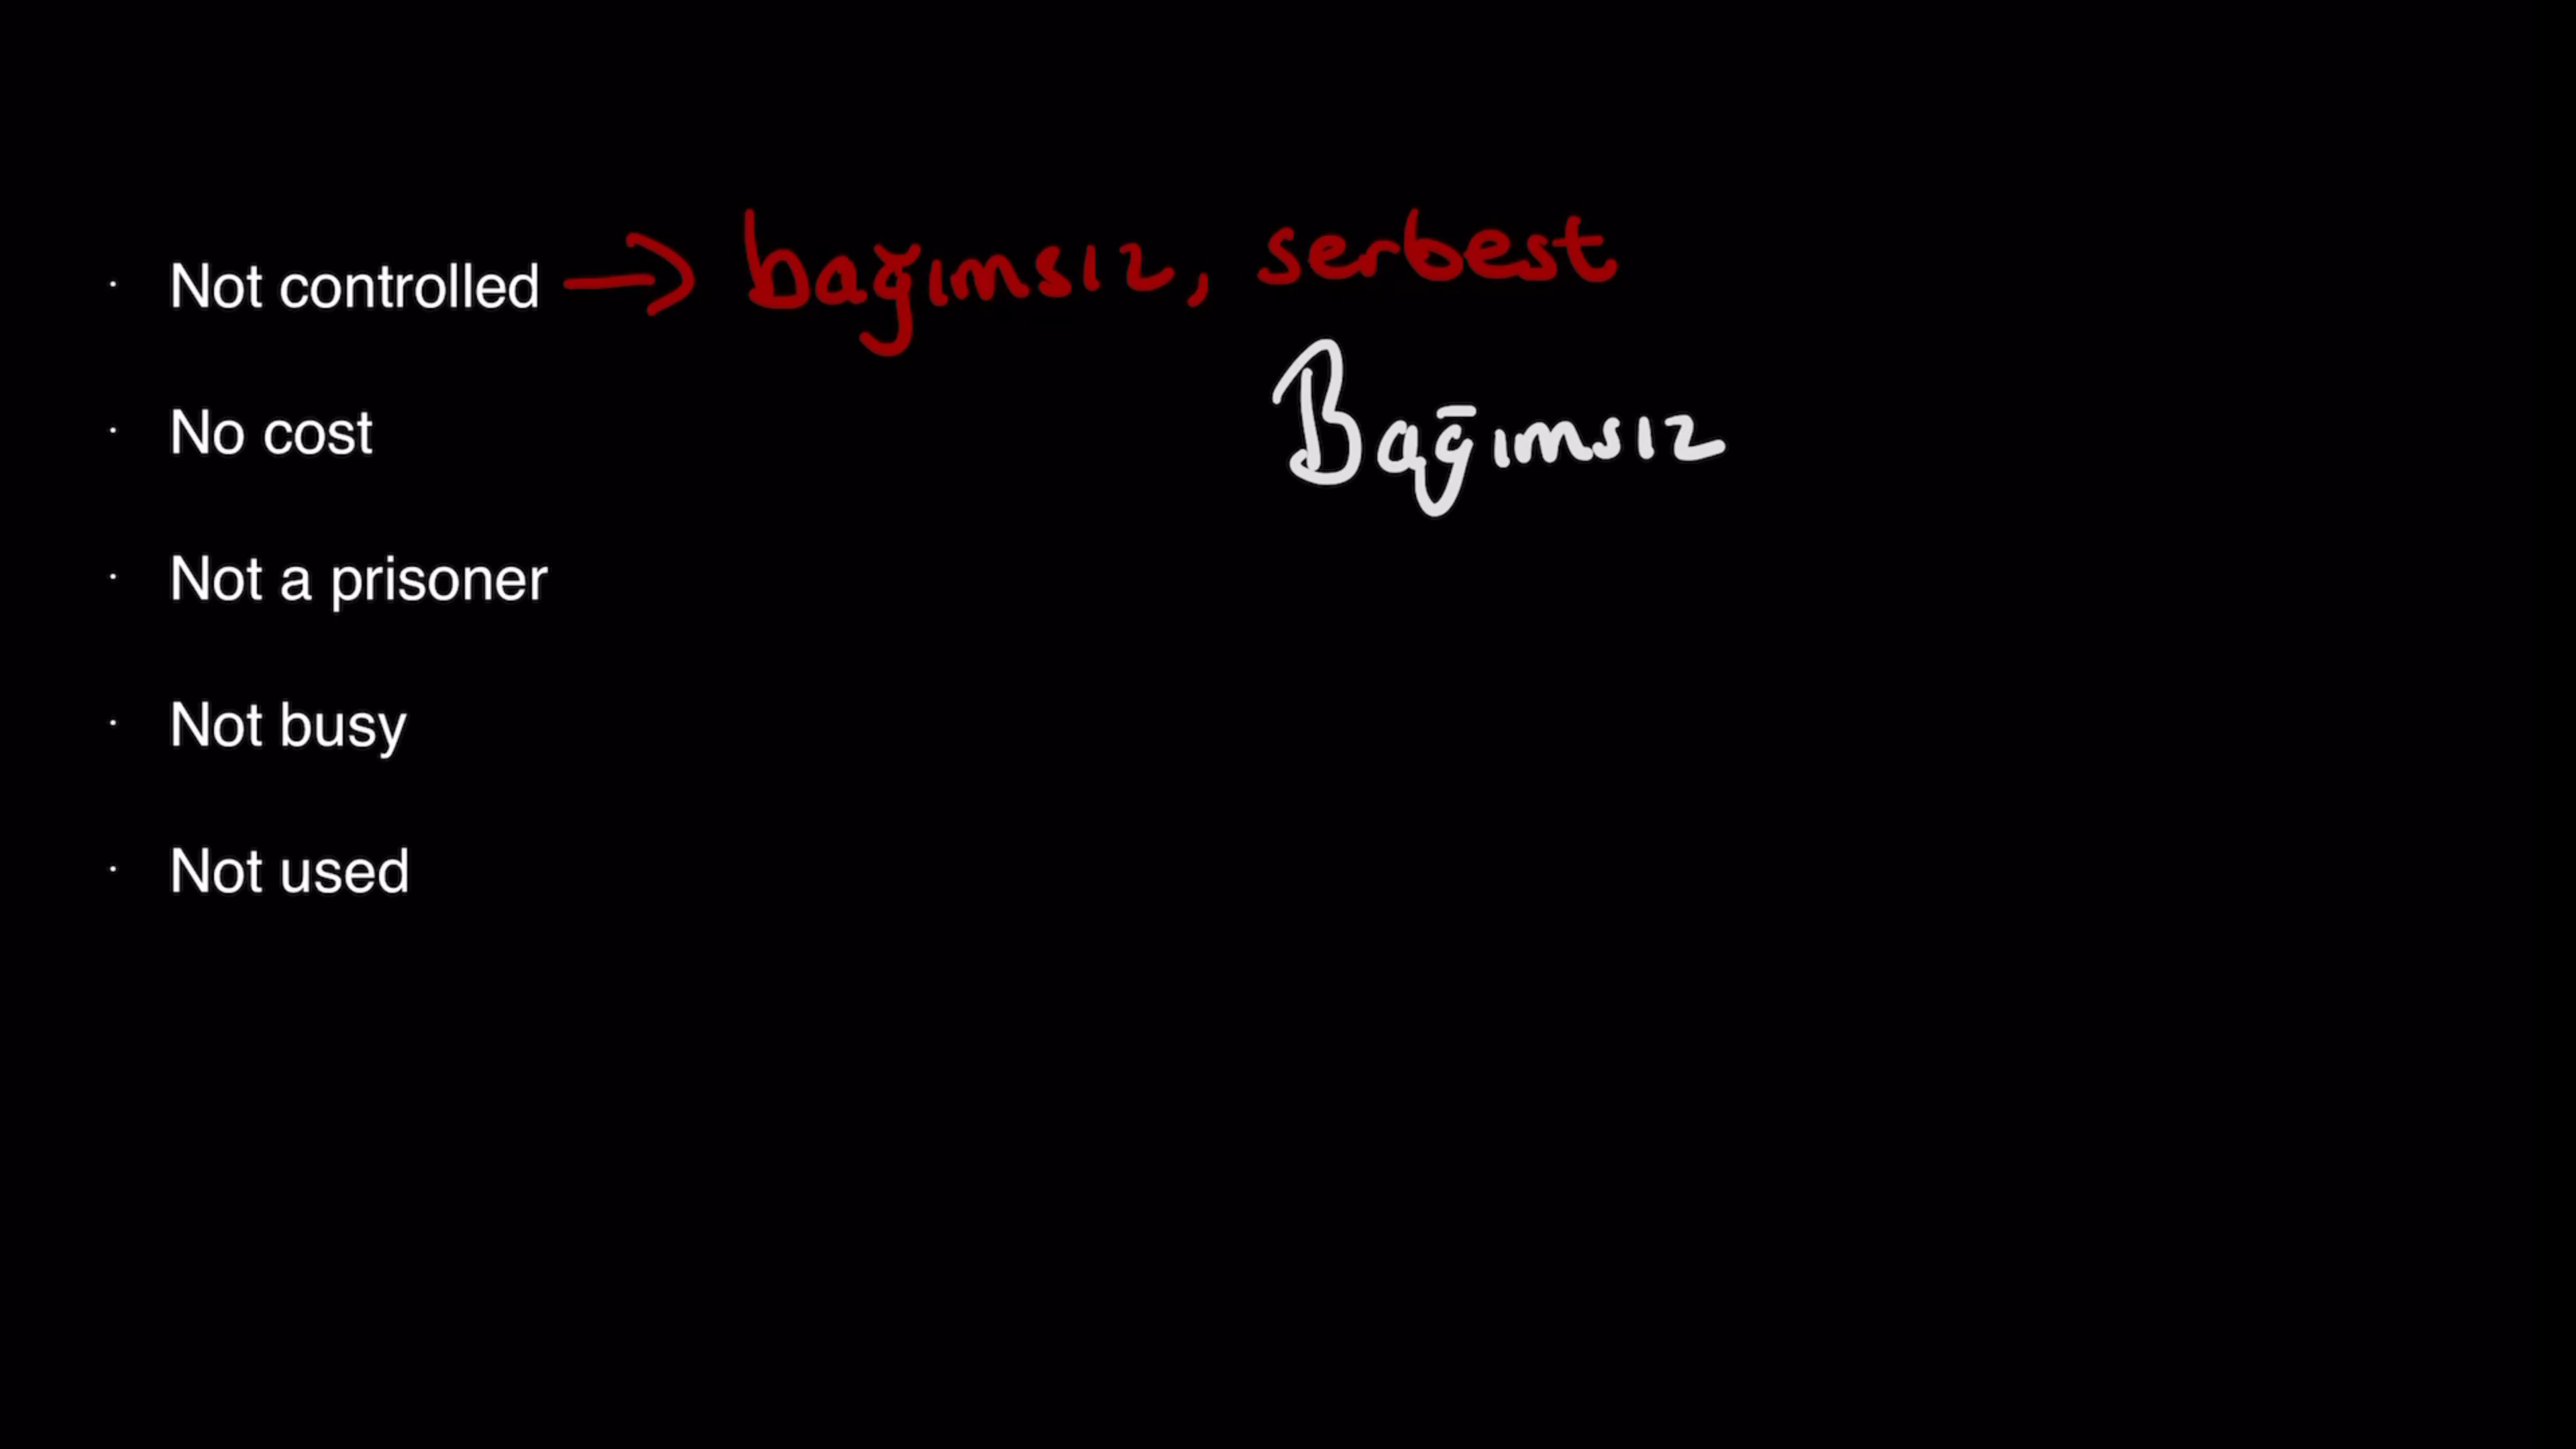 · Not controlled → bağımsız, serbest
Bağımsız
· No cost
· Not a prisoner
· Not busy
· Not used